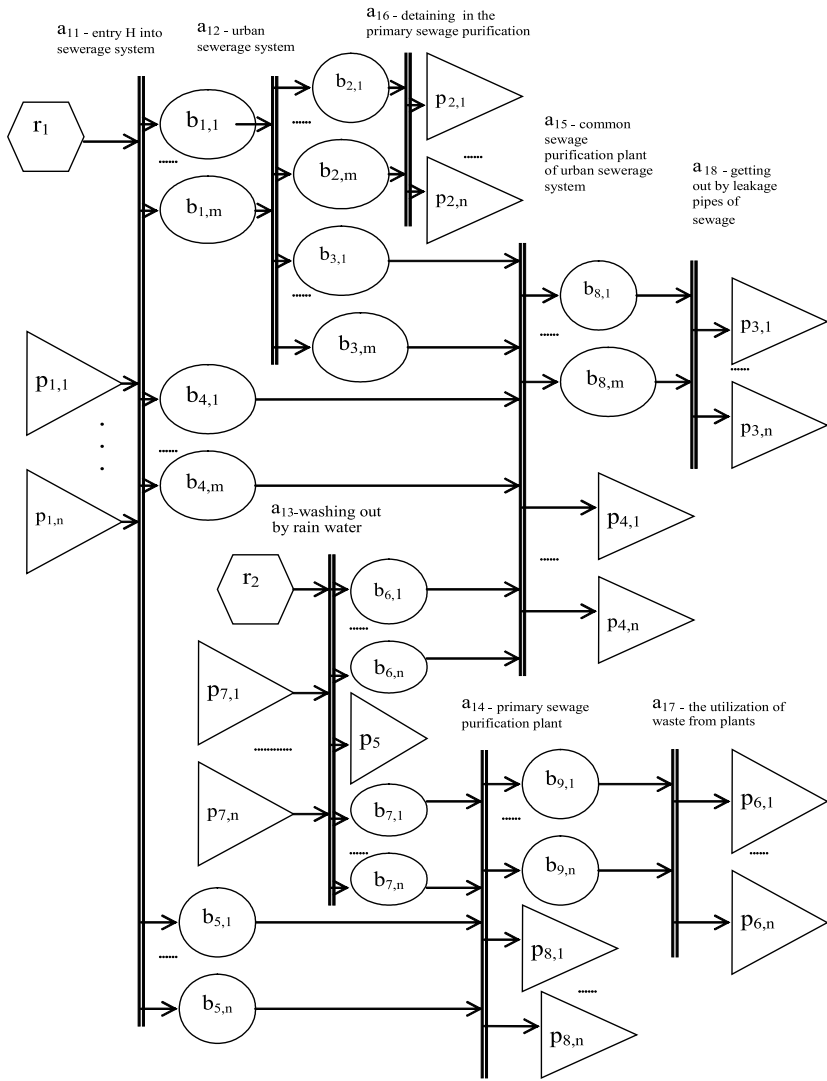 a11 - entry H into
sewerage system
a12 - urban
sewerage system
a16 - detaining in the
primary sewage purification
r1
b1,1
......
b1,m
b2,1
......
b2,m
p2,1
......
p2,n
a15 - common
sewage
purification plant
of urban sewerage
system
a18 - getting
out by leakage
pipes of
sewage
b3,1
......
b3,m
b8,1
......
b8,m
p3,1
......
p3,n
p1,1
.
.
.
p1,n
b4,1
......
b4,m
p4,1
......
p4,n
a13-washing out
by rain water
r2
b6,1
......
b6,n
p7,1
............
p7,n
p5
b7,1
......
b7,n
a14 - primary sewage
purification plant
a17 - the utilization of
waste from plants
b9,1
......
b9,n
p6,1
......
p6,n
b5,1
......
b5,n
p8,1
......
p8,n